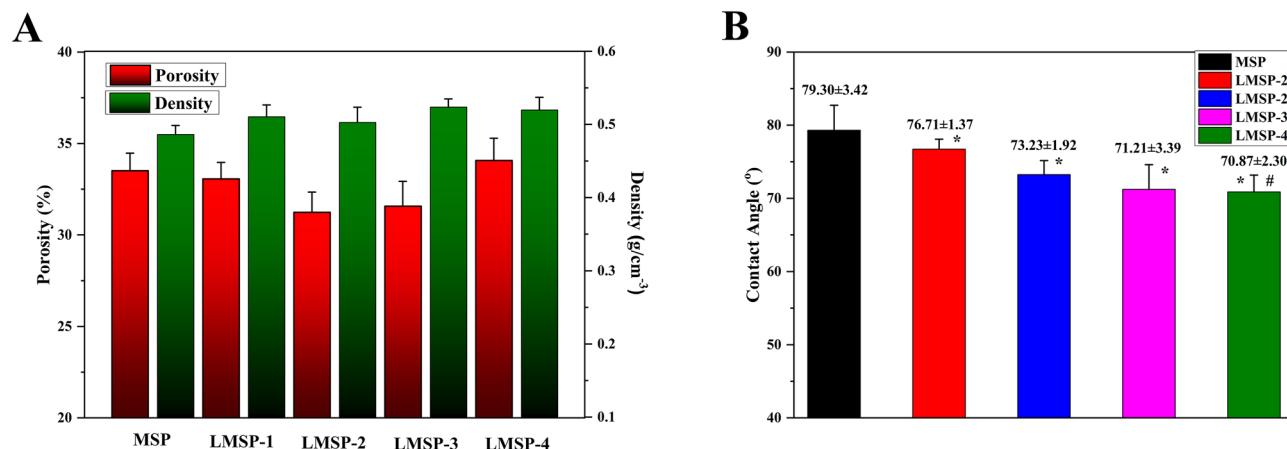 A
40
35
30
25
20
Porosity (%)
Porosity
Density
0.6
0.5
0.4
0.3
0.2
0.1
Density (g/cm⁻³)
MSP LMSP-1 LMSP-2 LMSP-3 LMSP-4
B
90
80
70
60
50
40
Contact Angle (º)
79.30±3.42
76.71±1.37
*
73.23±1.92
*
71.21±3.39
*
70.87±2.30
* #
MSP
LMSP-2
LMSP-2
LMSP-3
LMSP-4